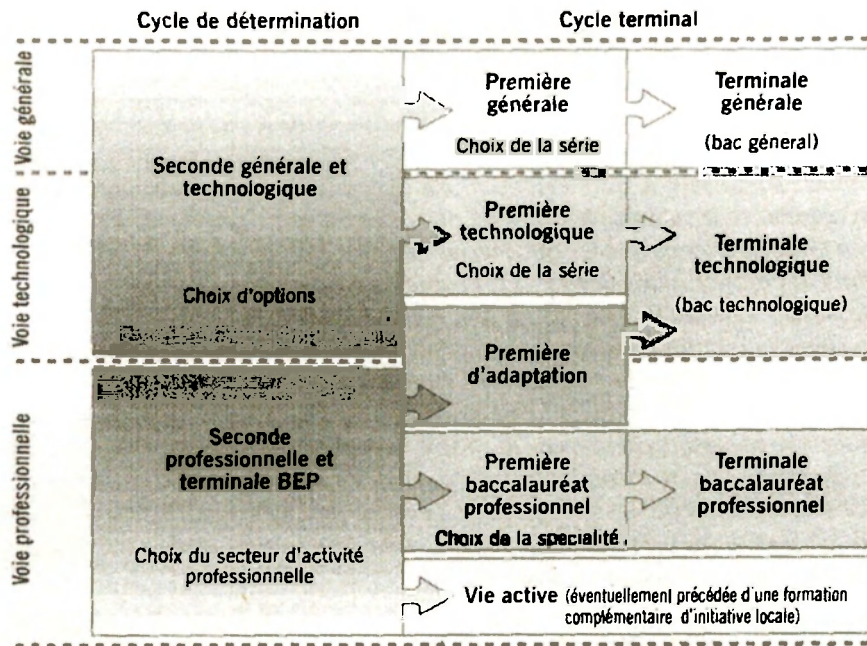 Cycle de détermination
Cycle terminal
Voie générale
Voie technologique
Voie professionnelle
Seconde générale et
technologique
Choix d'options
Première
générale
Choix de la série
Terminale
générale
(bac géneral)
Première
technologique
Choix de la série
Terminale
technologique
(bac technologique)
Première
d'adaptation
Seconde
professionnelle et
terminale BEP
Choix du secteur d'activité
professionnelle
Première
baccalauréat
professionnel
Choix de la spécialité
Terminale
baccalauréat
professionnel
Vie active (éventuellement précédée d'une formation
complémentaire d'initiative locale)